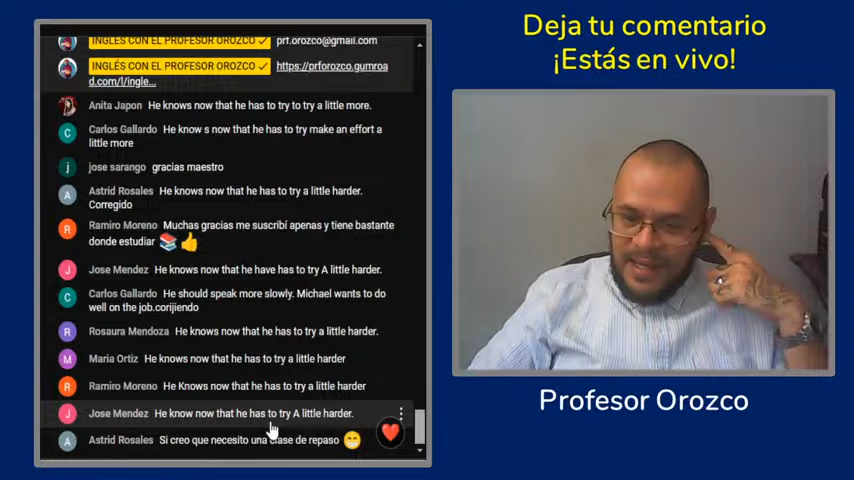 INGLÉS CON EL PROFESOR OROZCO ✓ prf.orozco@gmail.com
INGLÉS CON EL PROFESOR OROZCO ✓ https://prforozco.gumroa
d.com/l/ingle...
Anita Japon He knows now that he has to try to try a little more.
C Carlos Gallardo He know s now that he has to try make an effort a
little more
j jose sarango gracias maestro
A Astrid Rosales He knows now that he has to try a little harder.
Corregido
R Ramiro Moreno Muchas gracias me suscribí apenas y tiene bastante
donde estudiar 📚👍
J Jose Mendez He knows now that he have has to try A little harder.
C Carlos Gallardo He should speak more slowly. Michael wants to do
well on the job.corijiendo
R Rosaura Mendoza He knows now that he has to try a little harder.
M Maria Ortiz He Knows now that he has to try a little harder
R Ramiro Moreno He Knows now that he has to try a little harder
J Jose Mendez He know now that he has to try A little harder.
A Astrid Rosales Si creo que necesito una clase de repaso 😁
Deja tu comentario
¡Estás en vivo!
Profesor Orozco